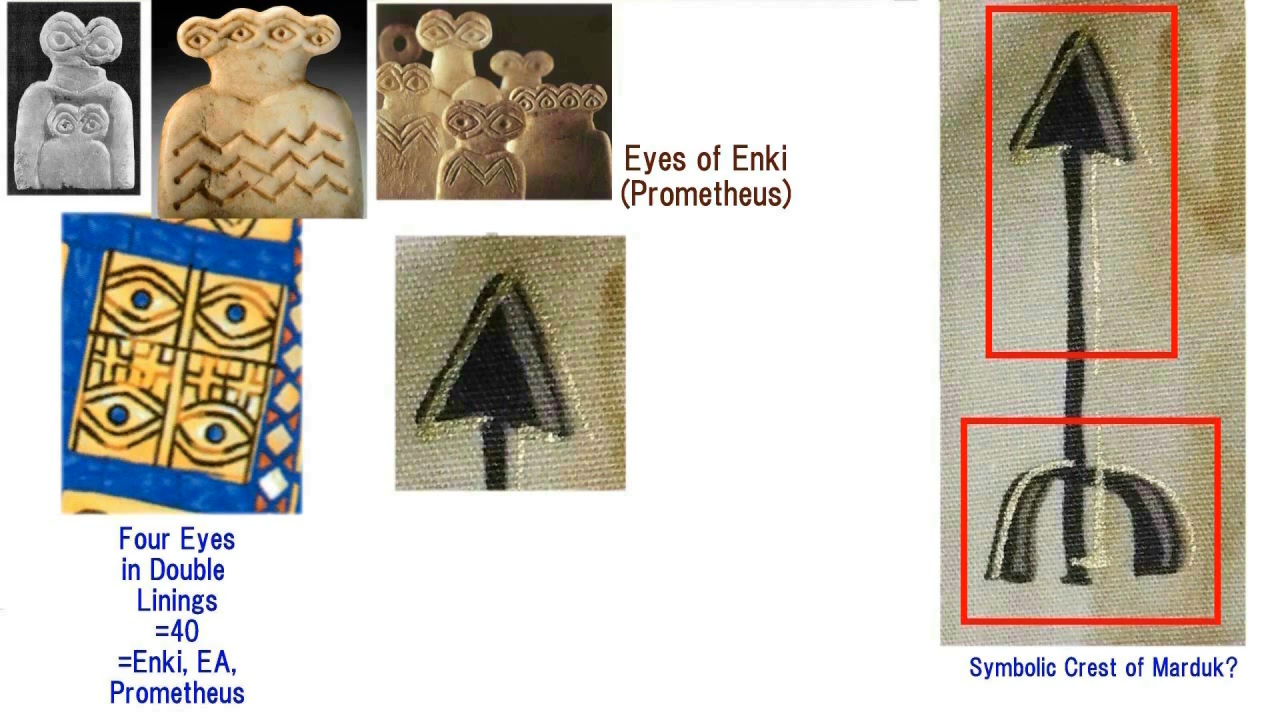 Eyes of Enki
(Prometheus)
Four Eyes
in Double
Linings
=40
=Enki, EA,
Prometheus
Symbolic Crest of Marduk?